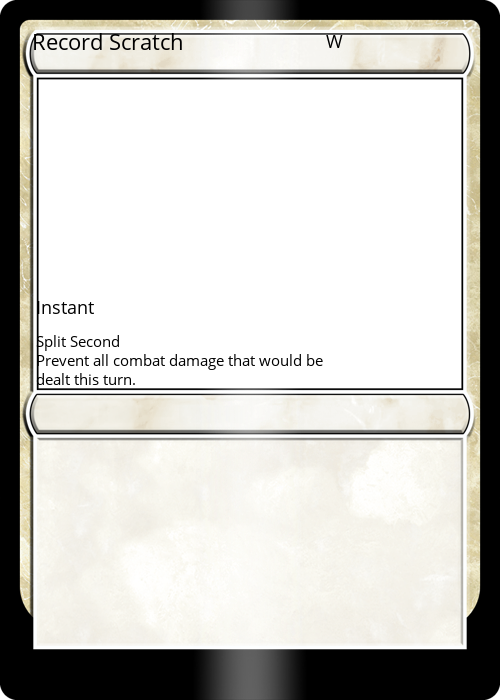 Record Scratch W
Instant
Split Second
Prevent all combat damage that would be
dealt this turn.